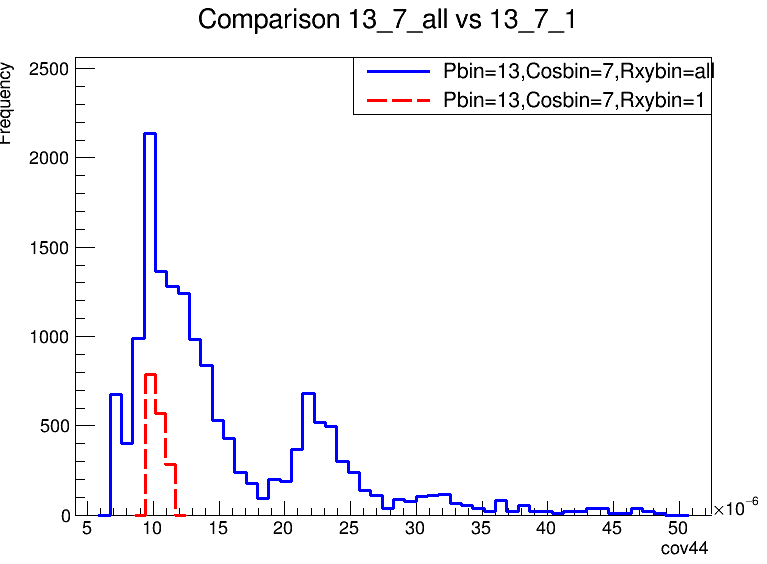 Comparison 13_7_all vs 13_7_1
Pbin=13,Cosbin=7,Rxybin=all
Pbin=13,Cosbin=7,Rxybin=1
Frequency
2500
2000
1500
1000
500
0
5 10 15 20 25 30 35 40 45 50
×10⁻⁶
cov44